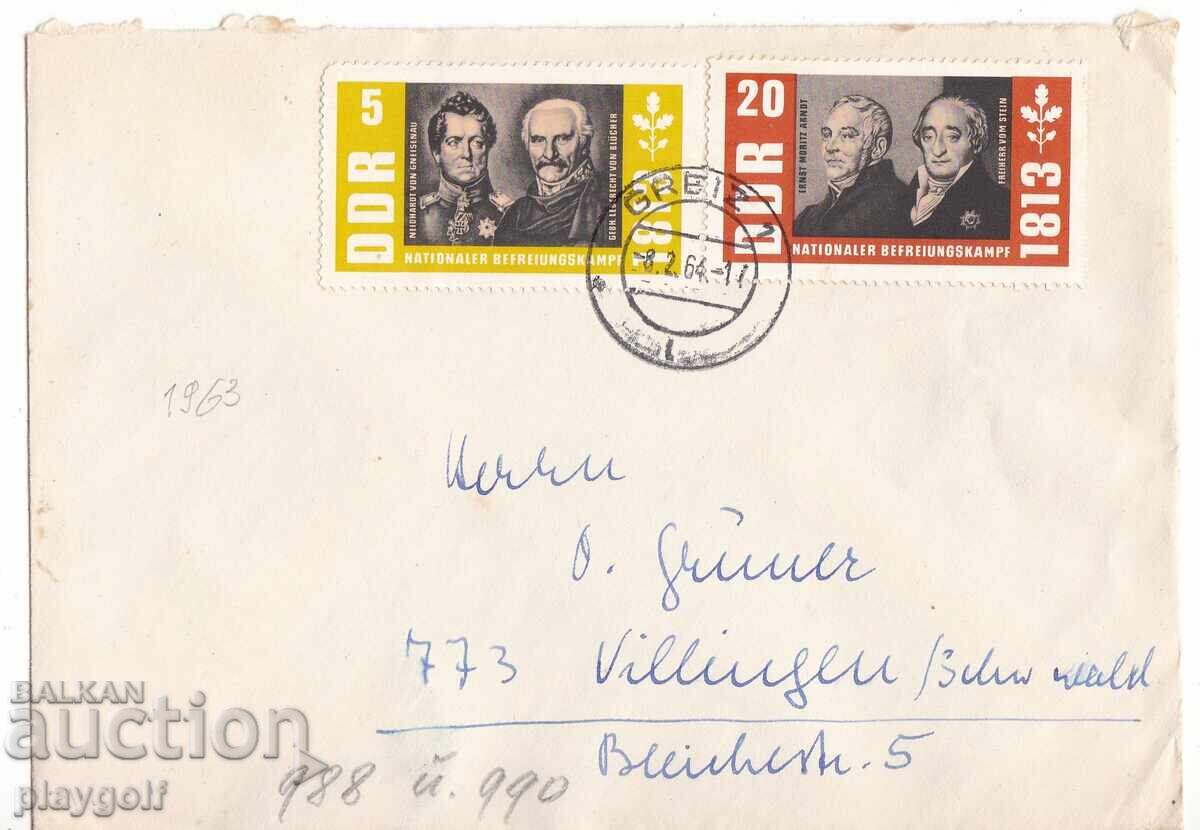 5
DDR
NEIDHARDT VON GNEISENAU
GEBH. LEBERECHT VON BLÜCHER
1813
NATIONALER BEFREIUNGSKAMPF
20
DDR
ERNST MORITZ ARNDT
FREIHERR VOM STEIN
1813
NATIONALER BEFREIUNGSKAMPF
GREIZ 1
-8.2.64.-17
1963
Herrn
O. Grüner
773 Villingen/Schwwald
Bleichestr. 5
988 u. 990
BALKAN
auction
playgolf